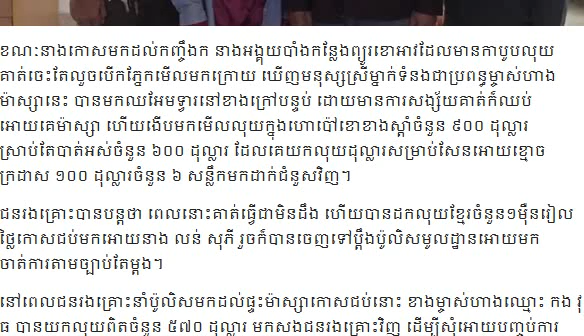 ខណៈនាងកោសមកដល់កញ្ចឹងក នាងអង្គុយបាំងកន្លែងព្យួរខោអាវដែលមានកាបូបលុយ
គាត់ចេះតែលួចបើកភ្នែកមើលមកក្រោយ ឃើញមនុស្សស្រីម្នាក់ទំនងជាប្រពន្ធម្ចាស់ហាង
ម៉ាស្សានេះ បានមកឈរអែមទ្វារនៅខាងក្រៅបន្ទប់ ដោយមានការសង្ស័យគាត់ក៏ឈប់
អោយគេម៉ាស្សា ហើយងើបមកមើលលុយក្នុងហោប៉ៅខោខាងស្តាំចំនួន ៩០០ ដុល្លារ
ស្រាប់តែបាត់អស់ចំនួន ៦០០ ដុល្លារ ដែលគេយកលុយដុល្លារសម្រាប់សែនអោយខ្មោច
ក្រដាស ១០០ ដុល្លារចំនួន ៦ សន្លឹកមកដាក់ជំនួសវិញ។
ជនរងគ្រោះបានបន្តថា ពេលនោះគាត់ធ្វើជាមិនដឹង ហើយបានដកលុយខ្មែរចំនួន១ម៉ឺនរៀល
ថ្លៃកោសជប់មកអោយនាង លន់ សុភី រួចក៏បានចេញទៅប្តឹងប៉ូលិសមូលដ្ឋានអោយមក
ចាត់ការតាមច្បាប់តែម្តង។
នៅពេលជនរងគ្រោះនាំប៉ូលិសមកដល់ផ្ទះម៉ាស្សាកោសជប់នោះ ខាងម្ចាស់ហាងឈ្មោះ កង វុ
ធ បានយកលុយពិតចំនួន ៥៧០ ដុល្លារ មកសងជនរងគ្រោះវិញ ដើម្បីសុំអោយបញ្ចប់ការ